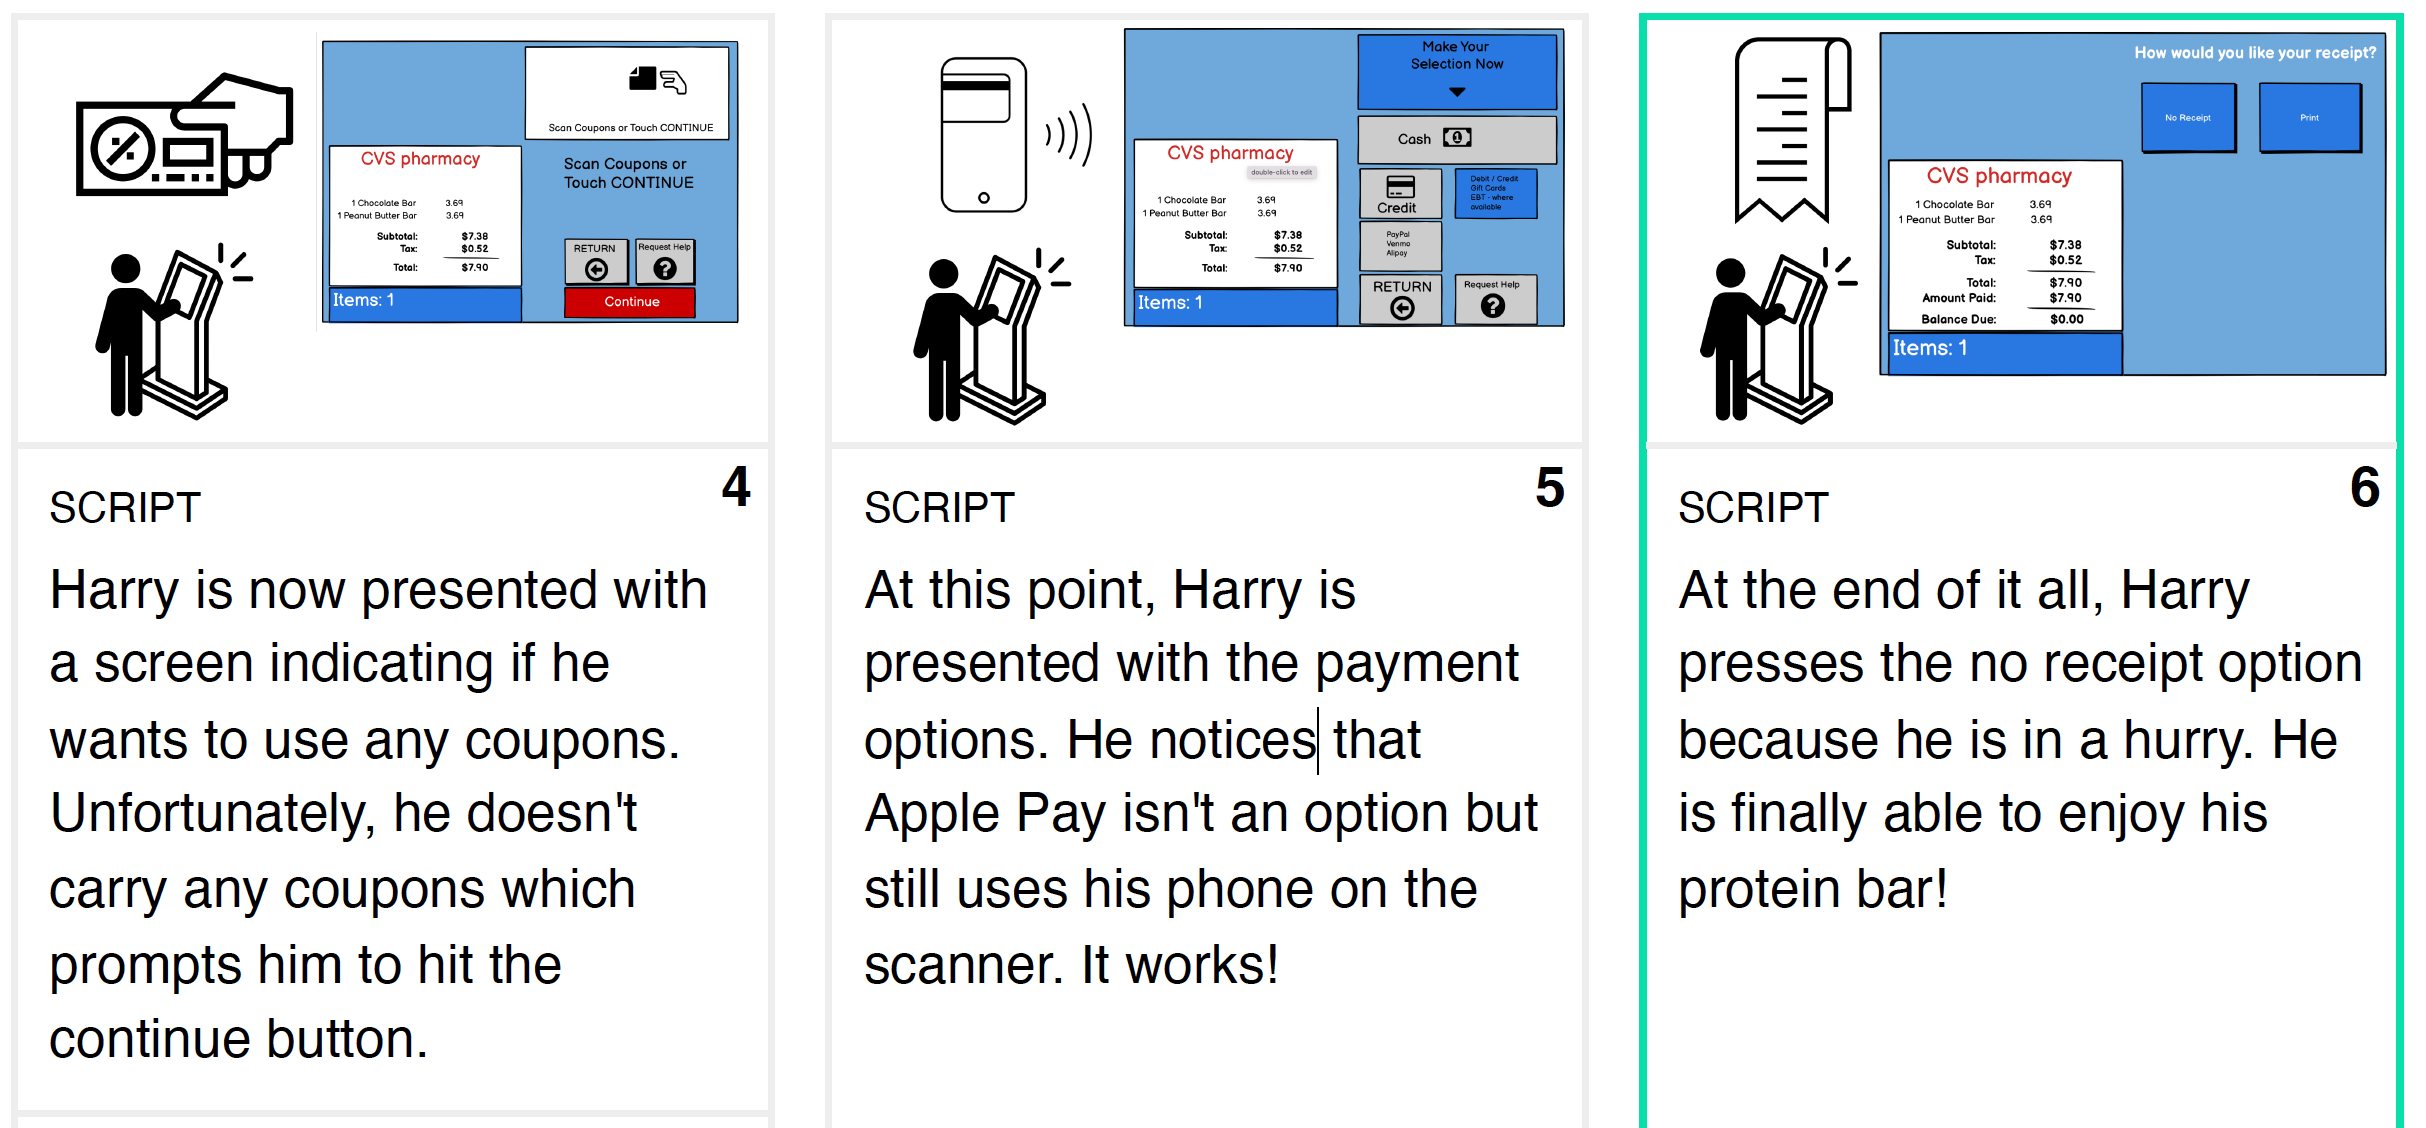 Scan Coupons or Touch CONTINUE
CVS pharmacy
1 Chocolate Bar 3.69
1 Peanut Butter Bar 3.69
Subtotal: $7.38
Tax: $0.52
Total: $7.90
Items: 1
Scan Coupons or
Touch CONTINUE
RETURN
Request Help
?
Continue
4
SCRIPT
Harry is now presented with
a screen indicating if he
wants to use any coupons.
Unfortunately, he doesn't
carry any coupons which
prompts him to hit the
continue button.
Make Your
Selection Now
Cash
1
CVS pharmacy
double-click to edit
1 Chocolate Bar 3.69
1 Peanut Butter Bar 3.69
Subtotal: $7.38
Tax: $0.52
Total: $7.90
Items: 1
Credit
Debit / Credit
Gift Cards
EBT - where
available
PayPal
Venmo
Alipay
RETURN
Request Help
?
5
SCRIPT
At this point, Harry is
presented with the payment
options. He notices that
Apple Pay isn't an option but
still uses his phone on the
scanner. It works!
How would you like your receipt?
No Receipt
Print
CVS pharmacy
1 Chocolate Bar 3.69
1 Peanut Butter Bar 3.69
Subtotal: $7.38
Tax: $0.52
Total: $7.90
Amount Paid: $7.90
Balance Due: $0.00
Items: 1
6
SCRIPT
At the end of it all, Harry
presses the no receipt option
because he is in a hurry. He
is finally able to enjoy his
protein bar!